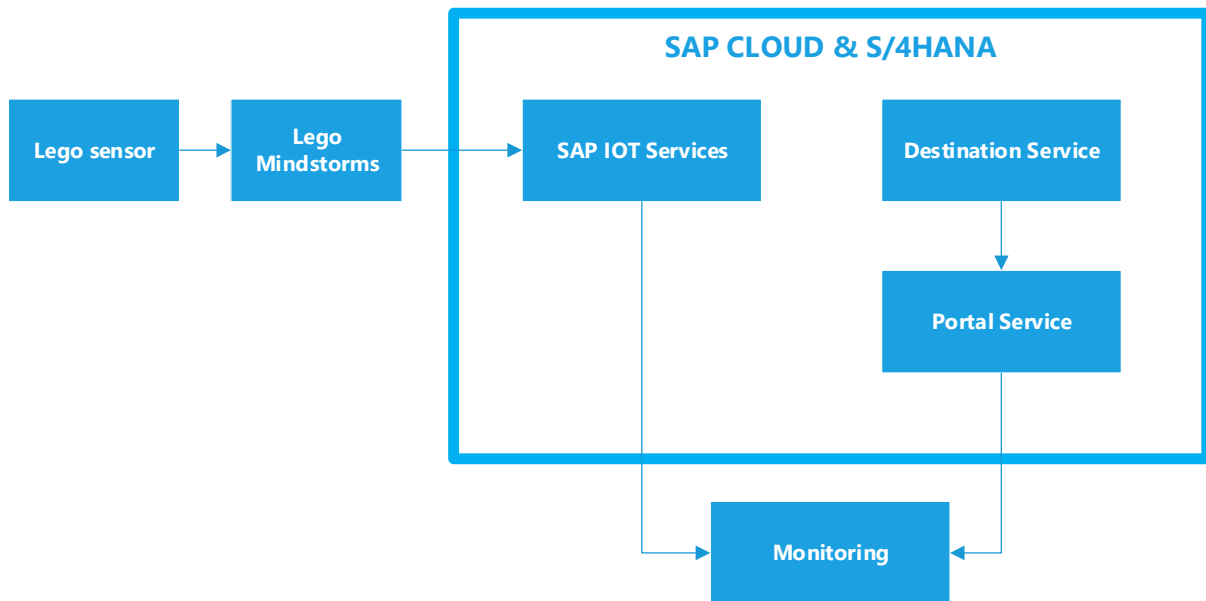 SAP CLOUD & S/4HANA
Lego sensor
Lego
Mindstorms
SAP IOT Services
Destination Service
Portal Service
Monitoring